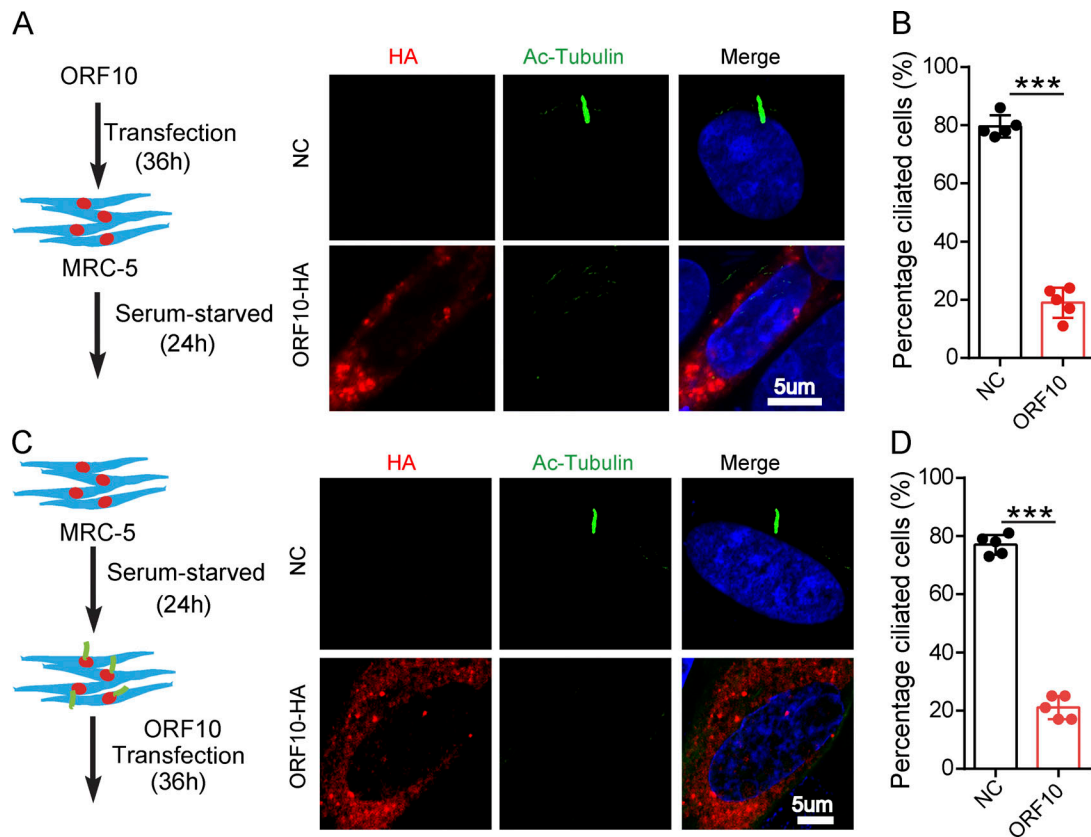 A
ORF10
Transfection
(36h)
MRC-5
Serum-starved
(24h)
HA
Ac-Tubulin
Merge
NC
ORF10-HA
5um
B
Percentage ciliated cells (%)
100
80
60
40
20
0
***
NC
ORF10
C
MRC-5
Serum-starved
(24h)
ORF10
Transfection
(36h)
HA
Ac-Tubulin
Merge
NC
ORF10-HA
5um
D
Percentage ciliated cells (%)
100
80
60
40
20
0
***
NC
ORF10